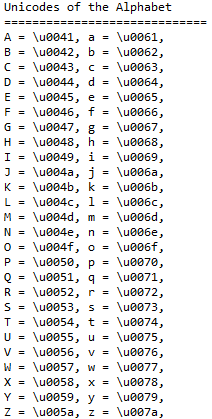 Unicodes of the Alphabet
=============================
A = \u0041, a = \u0061,
B = \u0042, b = \u0062,
C = \u0043, c = \u0063,
D = \u0044, d = \u0064,
E = \u0045, e = \u0065,
F = \u0046, f = \u0066,
G = \u0047, g = \u0067,
H = \u0048, h = \u0068,
I = \u0049, i = \u0069,
J = \u004a, j = \u006a,
K = \u004b, k = \u006b,
L = \u004c, l = \u006c,
M = \u004d, m = \u006d,
N = \u004e, n = \u006e,
O = \u004f, o = \u006f,
P = \u0050, p = \u0070,
Q = \u0051, q = \u0071,
R = \u0052, r = \u0072,
S = \u0053, s = \u0073,
T = \u0054, t = \u0074,
U = \u0055, u = \u0075,
V = \u0056, v = \u0076,
W = \u0057, w = \u0077,
X = \u0058, x = \u0078,
Y = \u0059, y = \u0079,
Z = \u005a, z = \u007a,